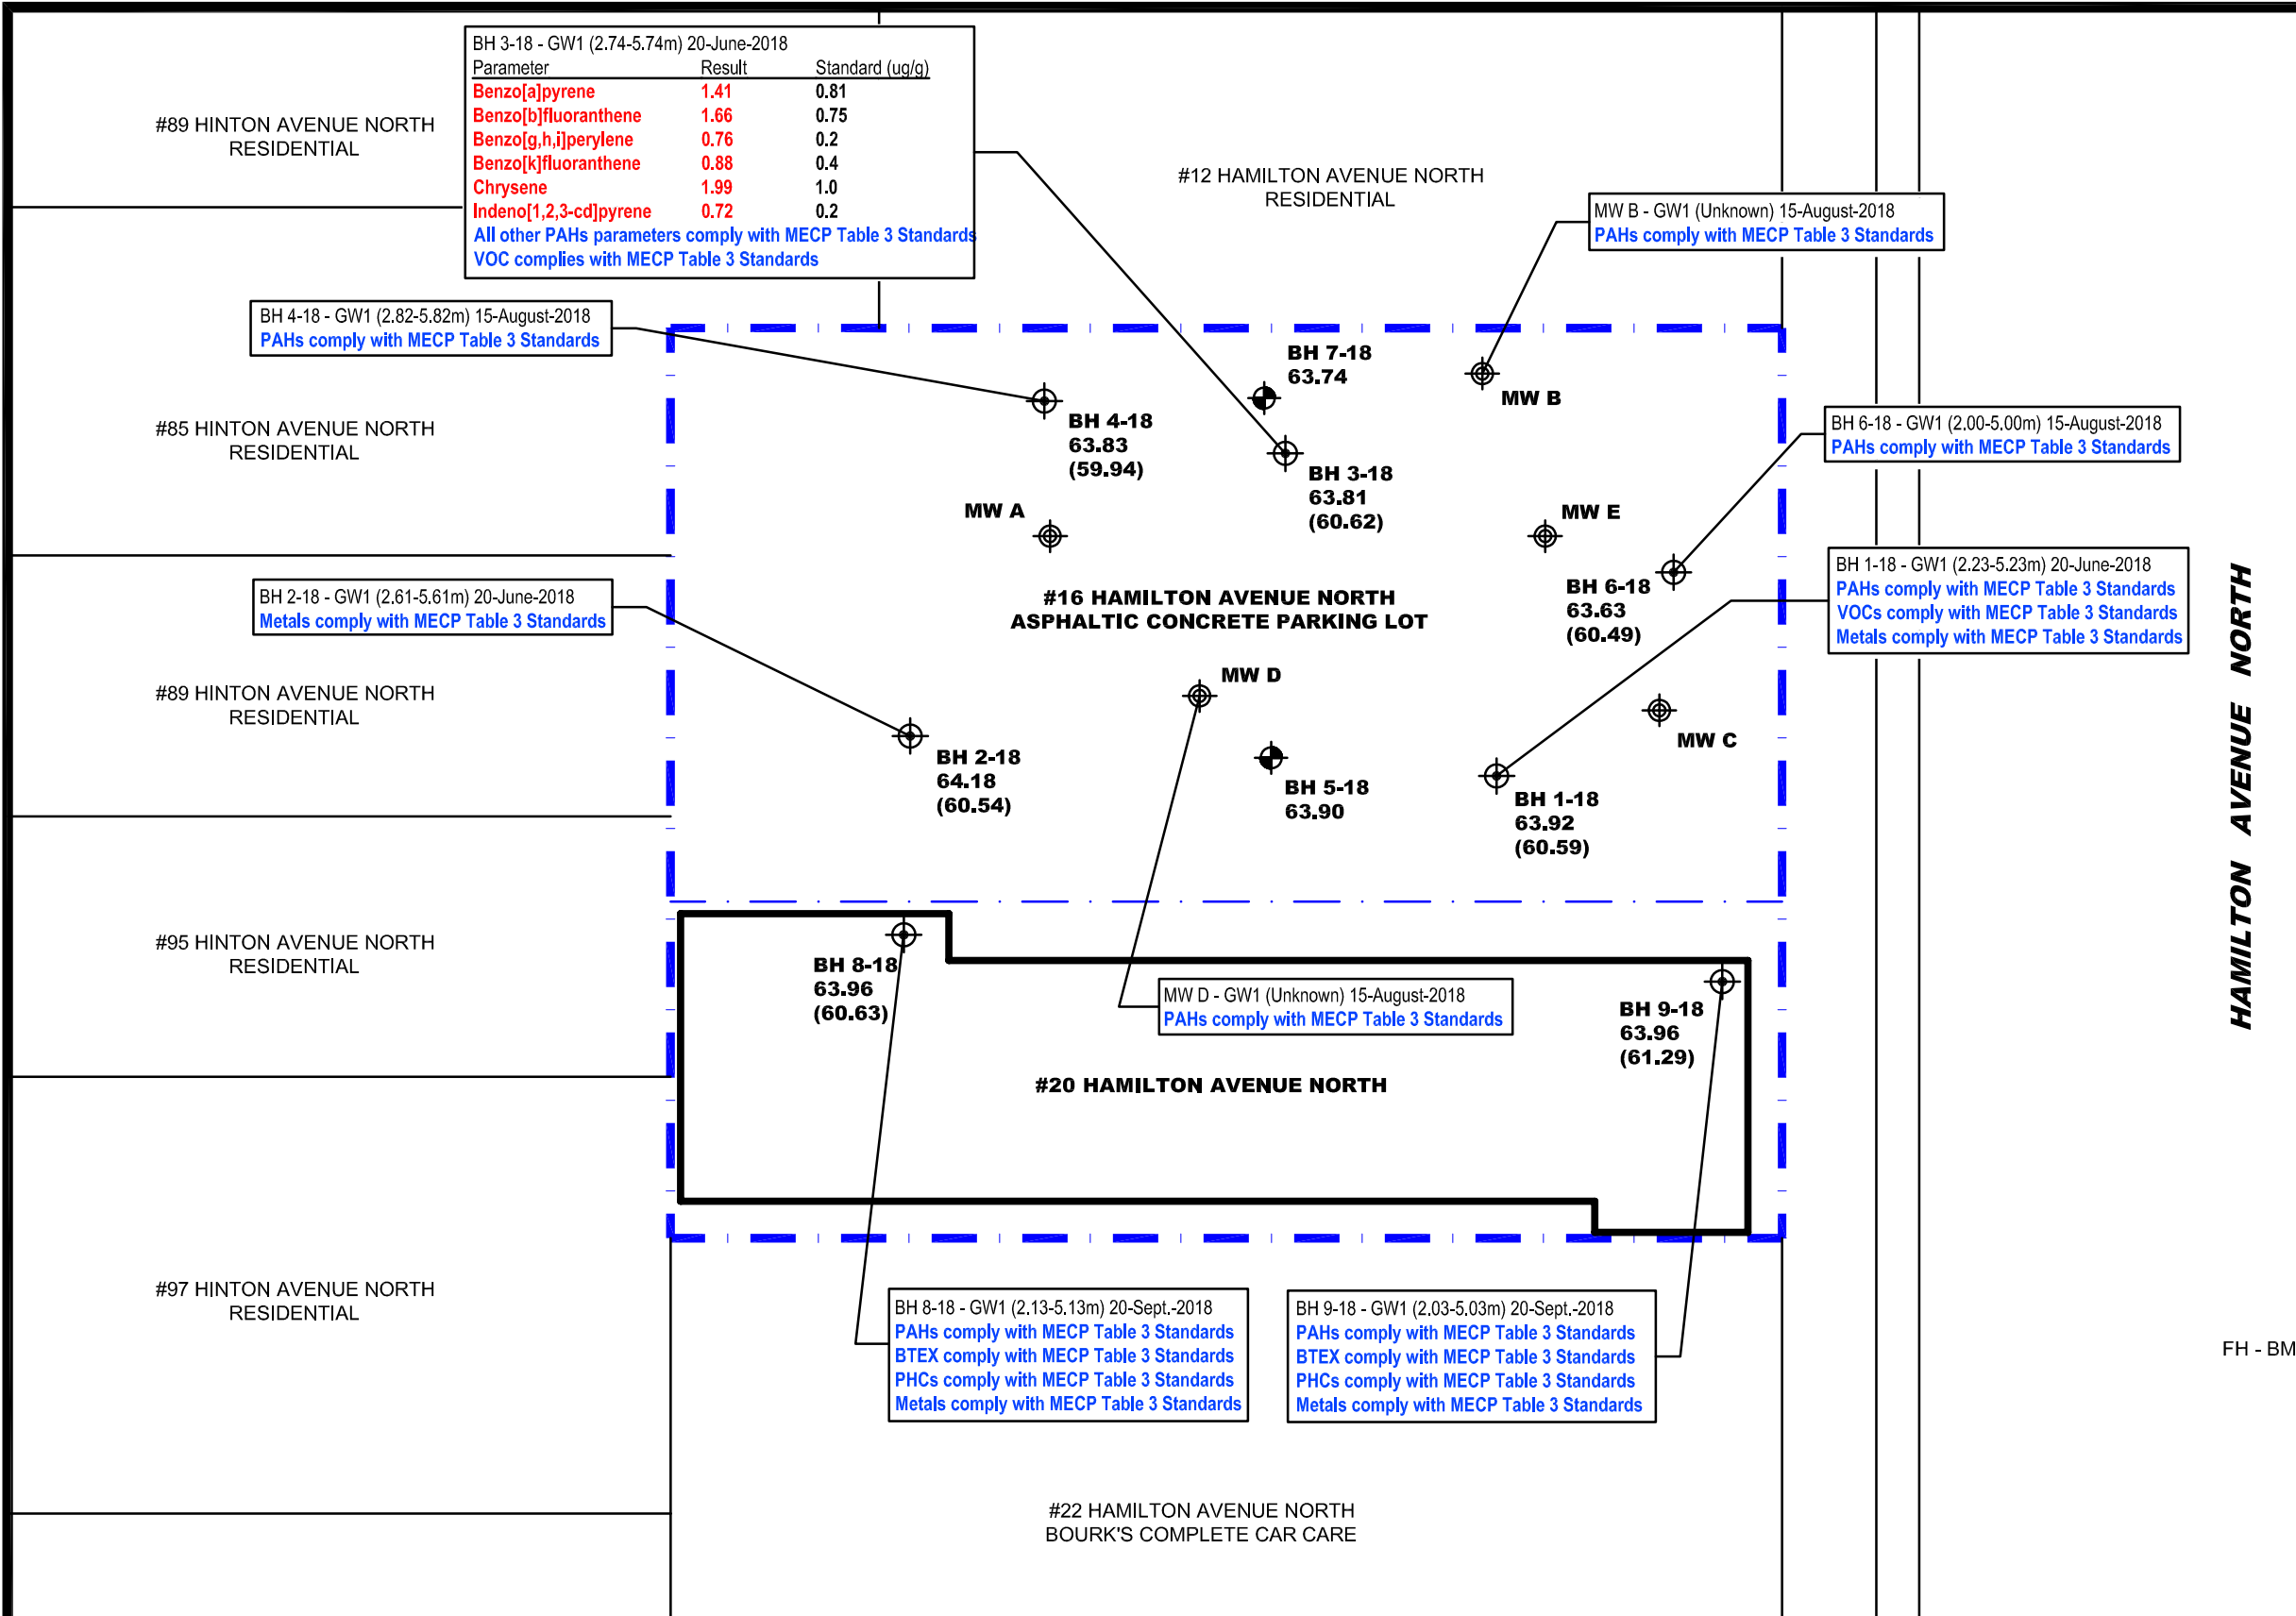 BH 3-18 - GW1 (2.74-5.74m) 20-June-2018
Parameter Result Standard (ug/g)
Benzo[a]pyrene 1.41 0.81
Benzo[b]fluoranthene 1.66 0.75
Benzo[g,h,i]perylene 0.76 0.2
Benzo[k]fluoranthene 0.88 0.4
Chrysene 1.99 1.0
Indeno[1,2,3-cd]pyrene 0.72 0.2
All other PAHs parameters comply with MECP Table 3 Standards
VOC complies with MECP Table 3 Standards
#89 HINTON AVENUE NORTH
RESIDENTIAL
#12 HAMILTON AVENUE NORTH
RESIDENTIAL
MW B - GW1 (Unknown) 15-August-2018
PAHs comply with MECP Table 3 Standards
BH 4-18 - GW1 (2.82-5.82m) 15-August-2018
PAHs comply with MECP Table 3 Standards
BH 7-18
63.74
MW B
#85 HINTON AVENUE NORTH
RESIDENTIAL
BH 4-18
63.83
(59.94)
BH 3-18
63.81
(60.62)
BH 6-18 - GW1 (2.00-5.00m) 15-August-2018
PAHs comply with MECP Table 3 Standards
MW A
MW E
BH 2-18 - GW1 (2.61-5.61m) 20-June-2018
Metals comply with MECP Table 3 Standards
#16 HAMILTON AVENUE NORTH
ASPHALTIC CONCRETE PARKING LOT
BH 6-18
63.63
(60.49)
BH 1-18 - GW1 (2.23-5.23m) 20-June-2018
PAHs comply with MECP Table 3 Standards
VOCs comply with MECP Table 3 Standards
Metals comply with MECP Table 3 Standards
HAMILTON AVENUE NORTH
#89 HINTON AVENUE NORTH
RESIDENTIAL
MW D
MW C
BH 2-18
64.18
(60.54)
BH 5-18
63.90
BH 1-18
63.92
(60.59)
#95 HINTON AVENUE NORTH
RESIDENTIAL
BH 8-18
63.96
(60.63)
MW D - GW1 (Unknown) 15-August-2018
PAHs comply with MECP Table 3 Standards
BH 9-18
63.96
(61.29)
#20 HAMILTON AVENUE NORTH
#97 HINTON AVENUE NORTH
RESIDENTIAL
BH 8-18 - GW1 (2.13-5.13m) 20-Sept.-2018
PAHs comply with MECP Table 3 Standards
BTEX comply with MECP Table 3 Standards
PHCs comply with MECP Table 3 Standards
Metals comply with MECP Table 3 Standards
BH 9-18 - GW1 (2.03-5.03m) 20-Sept.-2018
PAHs comply with MECP Table 3 Standards
BTEX comply with MECP Table 3 Standards
PHCs comply with MECP Table 3 Standards
Metals comply with MECP Table 3 Standards
FH - BM
#22 HAMILTON AVENUE NORTH
BOURK'S COMPLETE CAR CARE